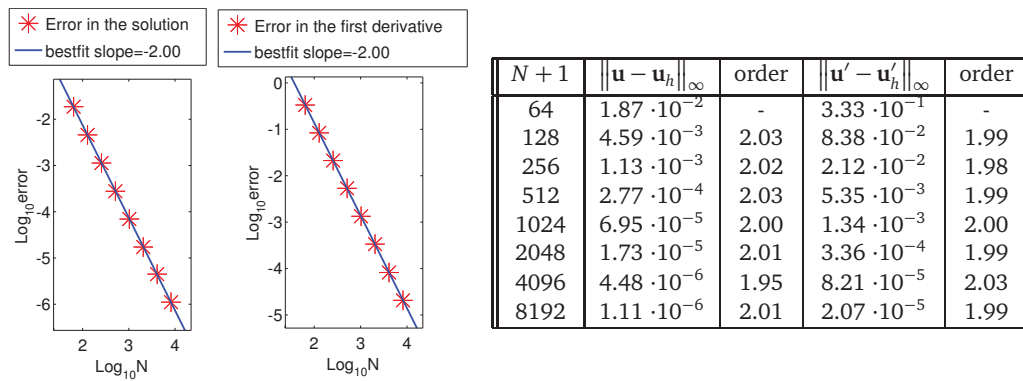 Error in the solution
bestfit slope=-2.00
-2
-3
-4
-5
-6
Log10error
2 3 4
Log10N
Error in the first derivative
bestfit slope=-2.00
0
-1
-2
-3
-4
-5
Log10error
2 3 4
Log10N
N + 1 ‖u − u_h‖_∞ order ‖u′ − u′_h‖_∞ order
64 1.87 ·10^−2 - 3.33 ·10^−1 -
128 4.59 ·10^−3 2.03 8.38 ·10^−2 1.99
256 1.13 ·10^−3 2.02 2.12 ·10^−2 1.98
512 2.77 ·10^−4 2.03 5.35 ·10^−3 1.99
1024 6.95 ·10^−5 2.00 1.34 ·10^−3 2.00
2048 1.73 ·10^−5 2.01 3.36 ·10^−4 1.99
4096 4.48 ·10^−6 1.95 8.21 ·10^−5 2.03
8192 1.11 ·10^−6 2.01 2.07 ·10^−5 1.99